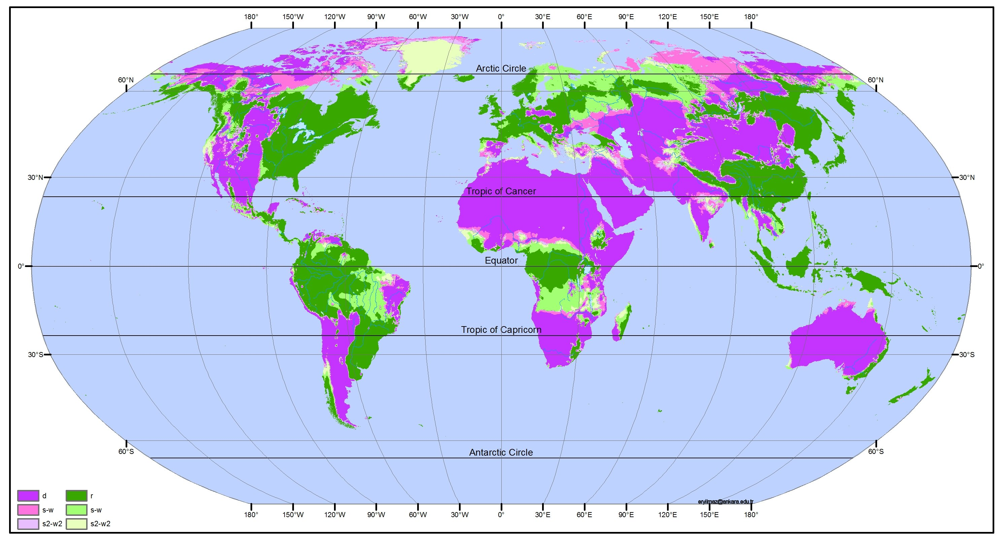 180° 150°W 120°W 90°W 60°W 30°W 0° 30°E 60°E 90°E 120°E 150°E 180°
Arctic Circle
60°N 60°N
30°N 30°N
Tropic of Cancer
Equator
0° 0°
Tropic of Capricorn
30°S 30°S
60°S 60°S
Antarctic Circle
d r
eryilmaz@ankara.edu.tr
s-w s-w
180° 150°W 120°W 90°W 60°W 30°W 0° 30°E 60°E 90°E 120°E 150°E 180°
s2-w2 s2-w2